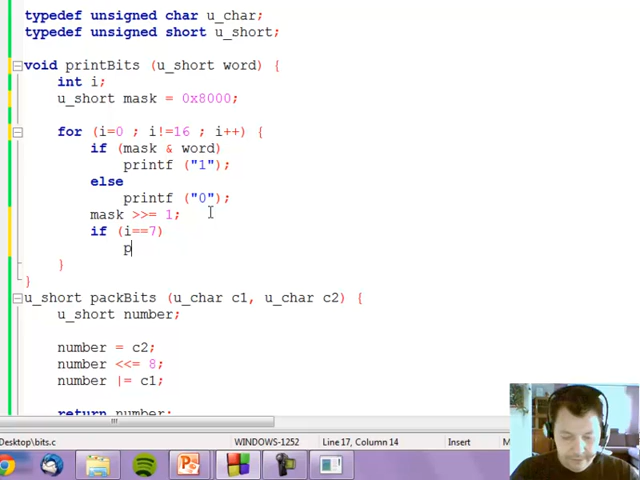 typedef unsigned char u_char;
typedef unsigned short u_short;
void printBits (u_short word) {
int i;
u_short mask = 0x8000;
for (i=0 ; i!=16 ; i++) {
if (mask & word)
printf ("1");
else
printf ("0");
mask >>= 1;
if (i==7)
p
}
}
u_short packBits (u_char c1, u_char c2) {
u_short number;
number = c2;
number <<= 8;
number |= c1;
return number;
Desktop\bits.c WINDOWS-1252 Line 17, Column 14 Insert